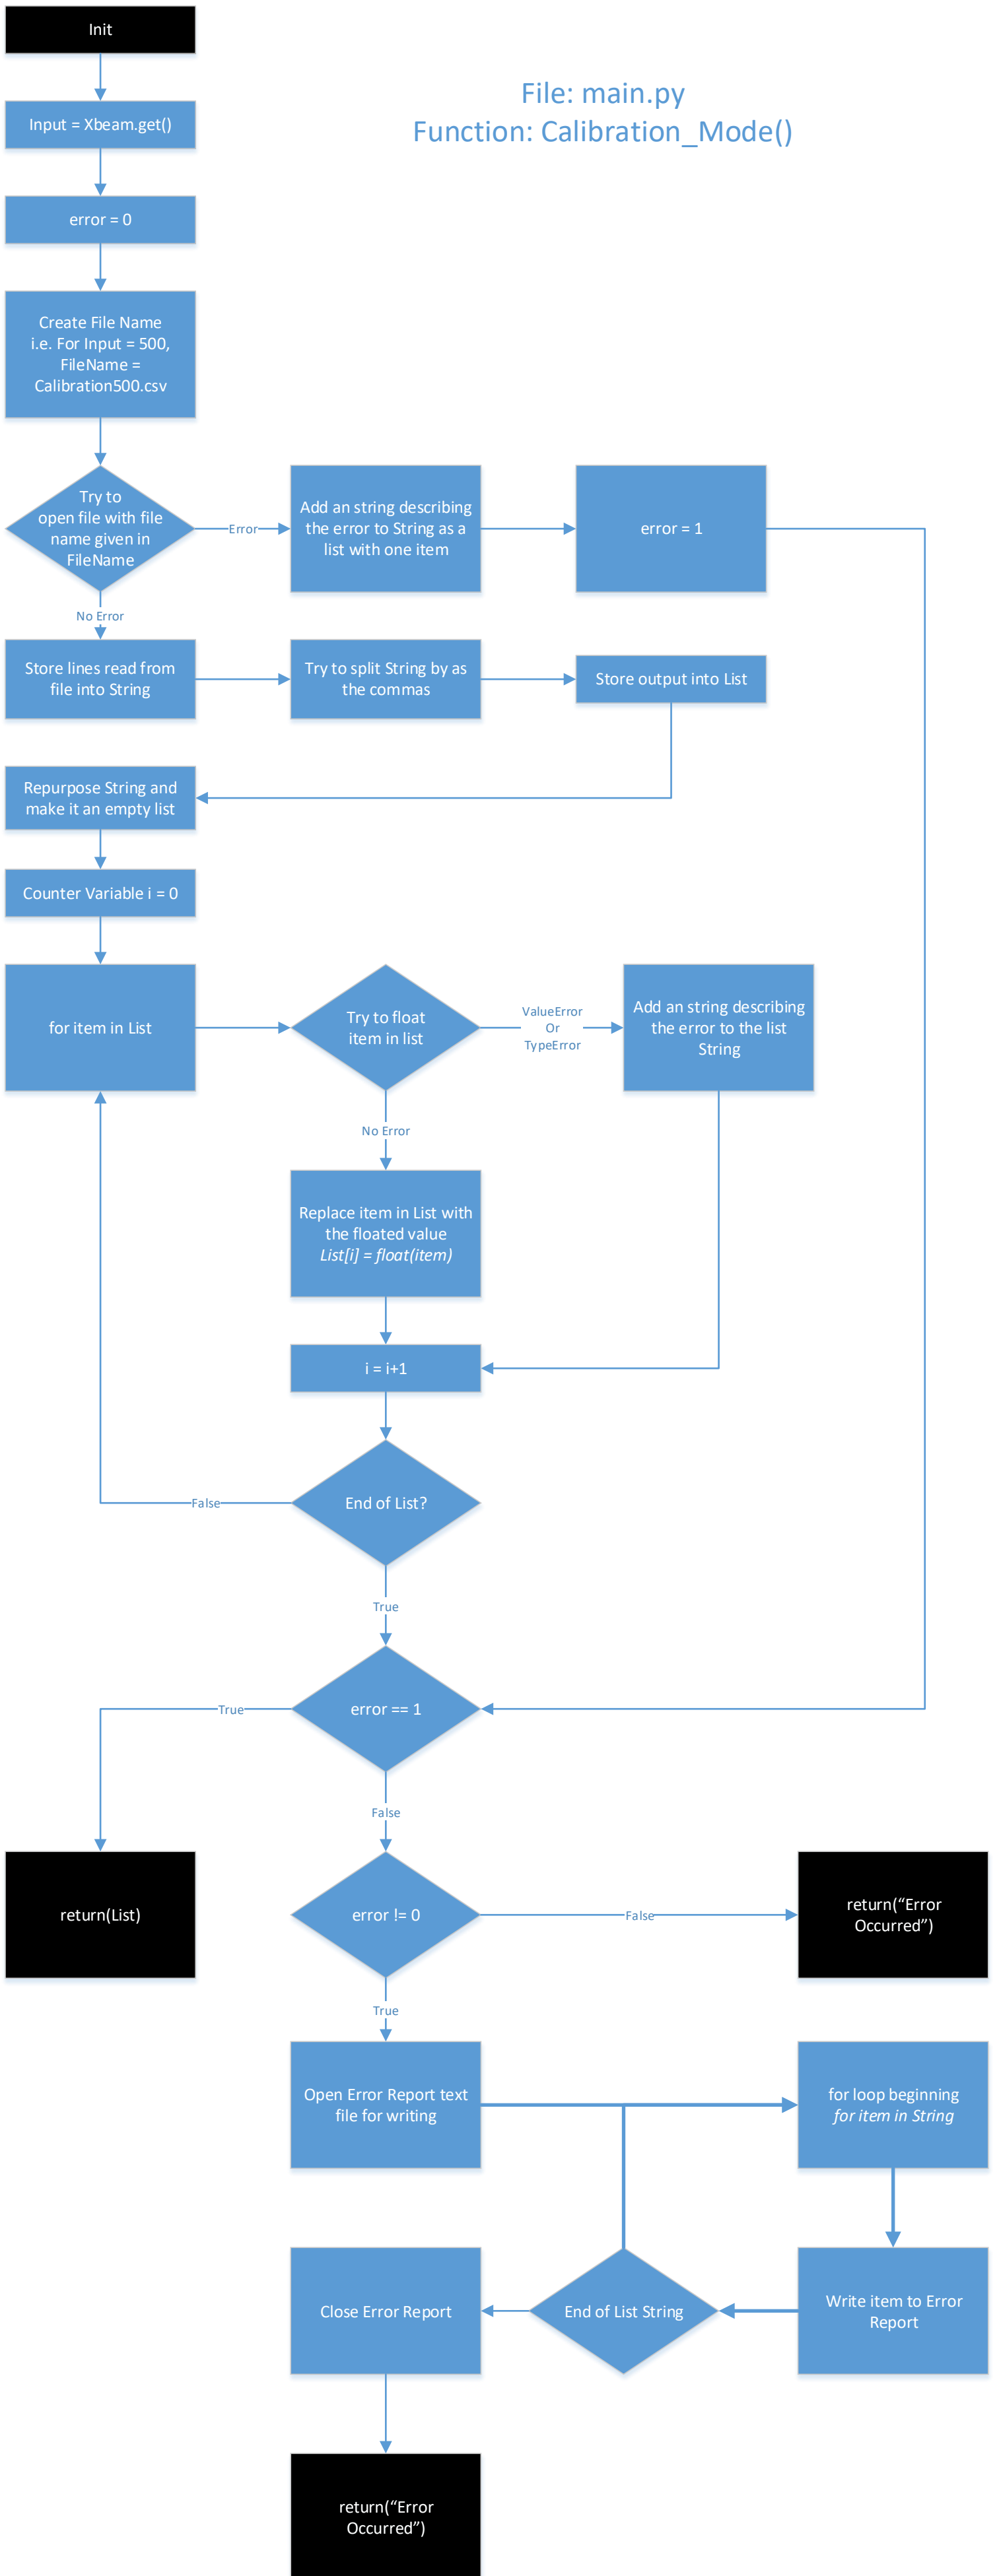 Init
File: main.py
Function: Calibration_Mode()
Input = Xbeam.get()
error = 0
Create File Name
i.e. For Input = 500,
FileName =
Calibration500.csv
Try to
open file with file
name given in
FileName
Error
Add an string describing
the error to String as a
list with one item
error = 1
No Error
Store lines read from
file into String
Try to split String by as
the commas
Store output into List
Repurpose String and
make it an empty list
Counter Variable i = 0
for item in List
Try to float
item in list
ValueError
Or
TypeError
Add an string describing
the error to the list
String
No Error
Replace item in List with
the floated value
List[i] = float(item)
i = i+1
End of List?
False
True
error == 1
True
False
return(List)
error != 0
False
return(“Error
Occurred”)
True
Open Error Report text
file for writing
for loop beginning
for item in String
Close Error Report
End of List String
Write item to Error
Report
return(“Error
Occurred”)